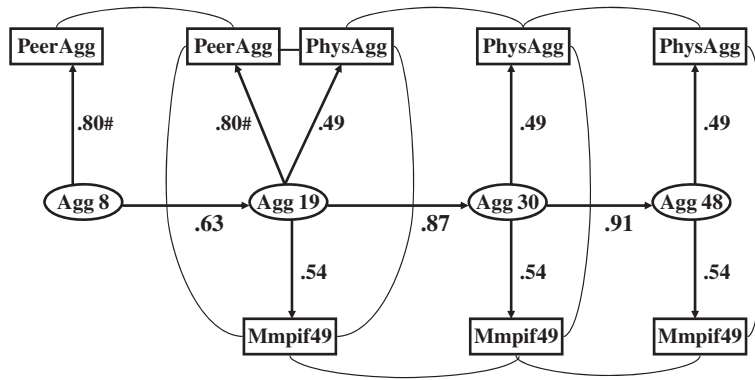 PeerAgg PeerAgg PhysAgg PhysAgg PhysAgg
.80# .80# .49 .49 .49
Agg 8 Agg 19 Agg 30 Agg 48
.63 .87 .91
.54 .54 .54
Mmpif49 Mmpif49 Mmpif49